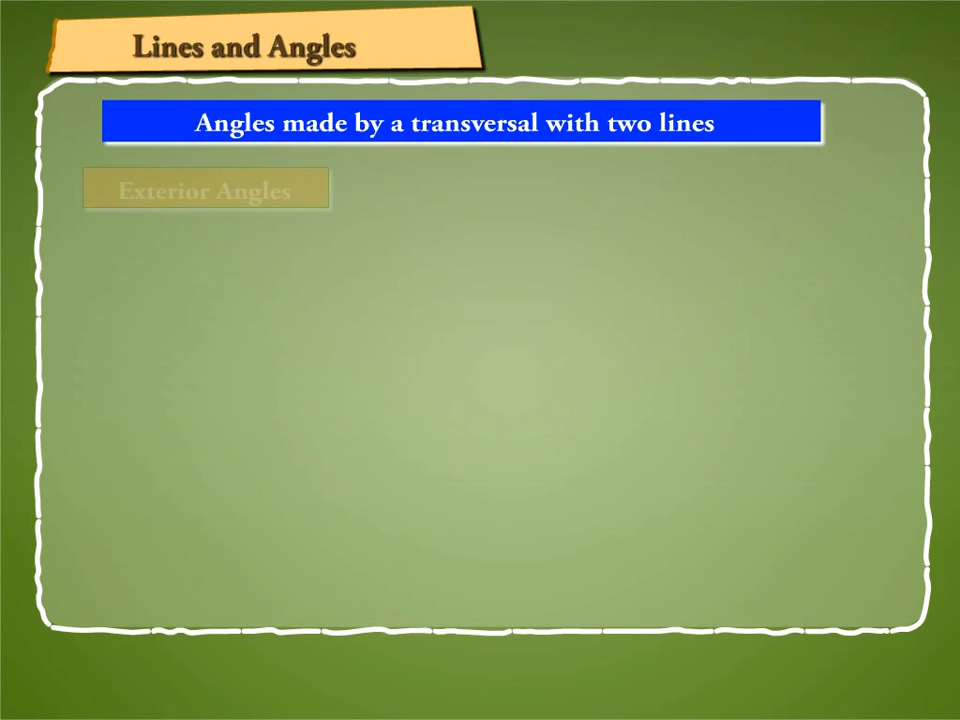 Lines and Angles
Angles made by a transversal with two lines
Exterior Angles